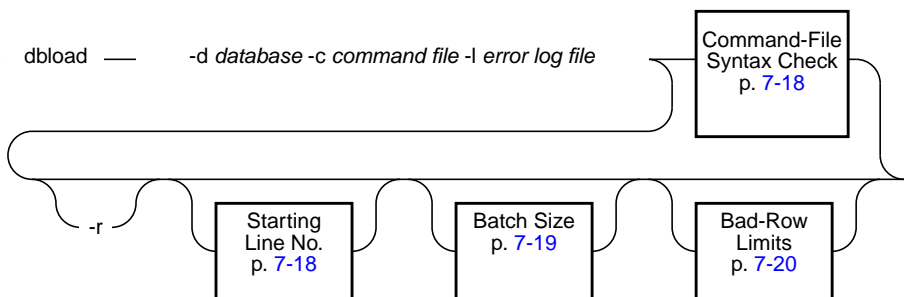 dbload -d database -c command file -l error log file
Command-File
Syntax Check
p. 7-18
-r
Starting
Line No.
p. 7-18
Batch Size
p. 7-19
Bad-Row
Limits
p. 7-20